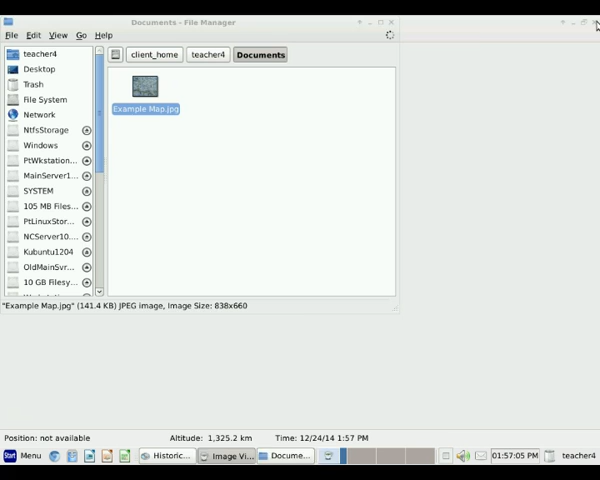 Documents - File Manager
File Edit View Go Help
client_home teacher4 Documents
teacher4
Desktop
Trash
File System
Network
NtfsStorage
Windows
PtWkstation...
MainServer1...
SYSTEM
105 MB Files...
PtLinuxStor...
NCServer10....
Kubuntu1204
OldMainSvr...
10 GB Filesy...
Example Map.jpg
"Example Map.jpg" (141.4 KB) JPEG image, Image Size: 838x660
Position: not available Altitude: 1,325.2 km Time: 12/24/14 1:57 PM
Start Menu Historic... Image Vi... Docume... 01:57:05 PM teacher4